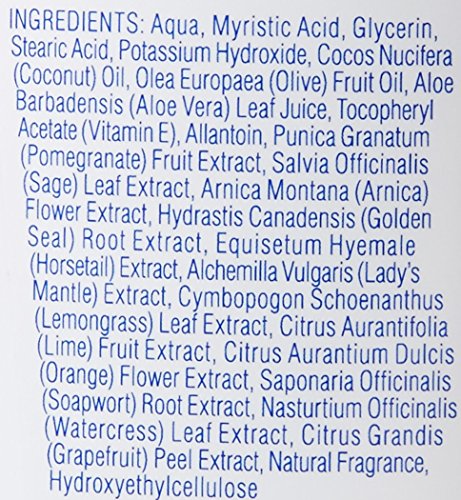 INGREDIENTS: Aqua, Myristic Acid, Glycerin,
Stearic Acid, Potassium Hydroxide, Cocos Nucifera
(Coconut) Oil, Olea Europaea (Olive) Fruit Oil, Aloe
Barbadensis (Aloe Vera) Leaf Juice, Tocopheryl
Acetate (Vitamin E), Allantoin, Punica Granatum
(Pomegranate) Fruit Extract, Salvia Officinalis
(Sage) Leaf Extract, Arnica Montana (Arnica)
Flower Extract, Hydrastis Canadensis (Golden
Seal) Root Extract, Equisetum Hyemale
(Horsetail) Extract, Alchemilla Vulgaris (Lady's
Mantle) Extract, Cymbopogon Schoenanthus
(Lemongrass) Leaf Extract, Citrus Aurantifolia
(Lime) Fruit Extract, Citrus Aurantium Dulcis
(Orange) Flower Extract, Saponaria Officinalis
(Soapwort) Root Extract, Nasturtium Officinalis
(Watercress) Leaf Extract, Citrus Grandis
(Grapefruit) Peel Extract, Natural Fragrance,
Hydroxyethylcellulose